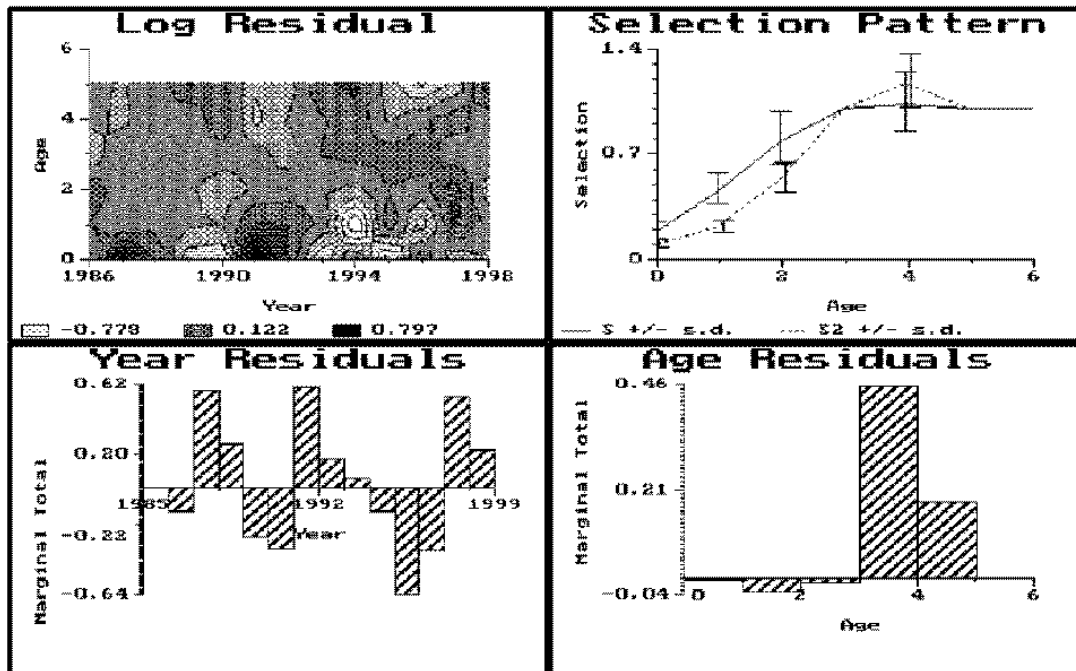 Log Residual
6
4
2
0
Age
1986
1990
1994
1998
Year
-0.778
0.122
0.797
Selection Pattern
1.4
0.7
0
Selection
0
2
4
6
Age
S +/- s.d.
S2 +/- s.d.
Year Residuals
0.62
0.20
-0.22
-0.64
Marginal Total
1985
1992
1999
Year
Age Residuals
0.46
0.21
-0.04
Marginal Total
0
2
4
6
Age